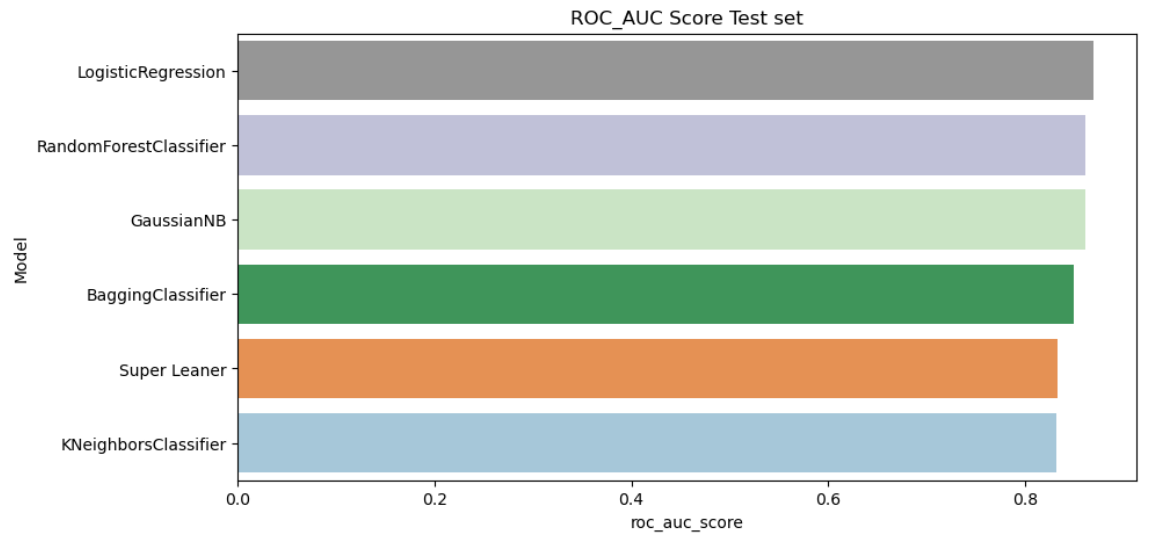 ROC_AUC Score Test set
LogisticRegression
RandomForestClassifier
GaussianNB
BaggingClassifier
Super Leaner
KNeighborsClassifier
Model
0.0 0.2 0.4 0.6 0.8
roc_auc_score